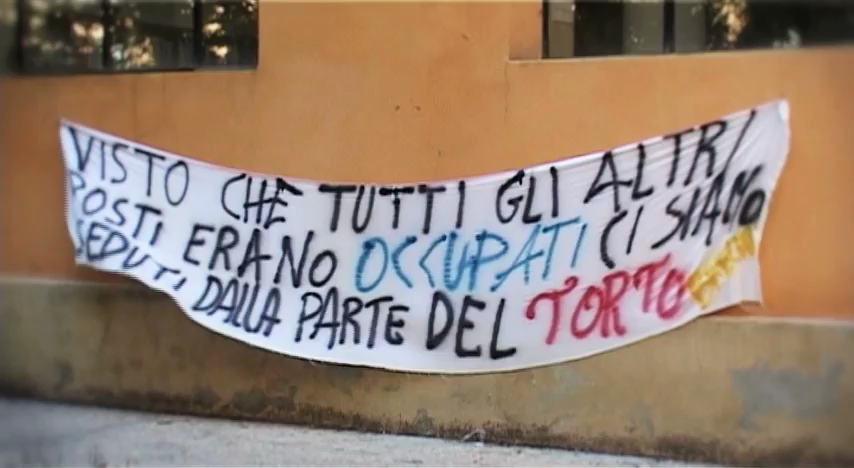 VISTO CHE TUTTI GLI ALTRI
POSTI ERANO OCCUPATI CI SIAMO
SEDUTI DALLA PARTE DEL TORTO